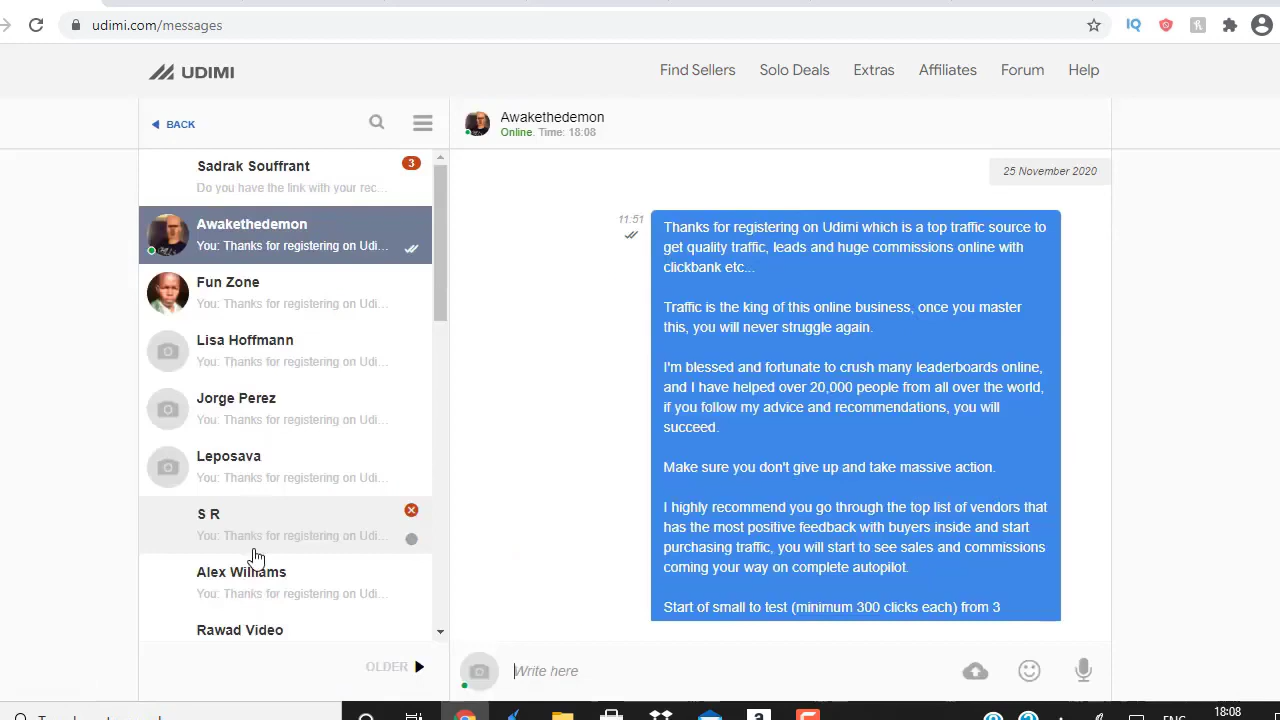 udimi.com/messages
UDIMI
Find Sellers
Solo Deals
Extras
Affiliates
Forum
Help
BACK
Sadrak Souffrant
3
Do you have the link with your rec...
Awakethedemon
You: Thanks for registering on Udi...
Fun Zone
You: Thanks for registering on Udi...
Lisa Hoffmann
You: Thanks for registering on Udi...
Jorge Perez
You: Thanks for registering on Udi...
Leposava
You: Thanks for registering on Udi...
S R
You: Thanks for registering on Udi...
Alex Williams
You: Thanks for registering on Udi...
Rawad Video
OLDER
Awakethedemon
Online. Time: 18:08
25 November 2020
11:51
Thanks for registering on Udimi which is a top traffic source to
get quality traffic, leads and huge commissions online with
clickbank etc...
Traffic is the king of this online business, once you master
this, you will never struggle again.
I'm blessed and fortunate to crush many leaderboards online,
and I have helped over 20,000 people from all over the world,
if you follow my advice and recommendations, you will
succeed.
Make sure you don't give up and take massive action.
I highly recommend you go through the top list of vendors that
has the most positive feedback with buyers inside and start
purchasing traffic, you will start to see sales and commissions
coming your way on complete autopilot.
Start of small to test (minimum 300 clicks each) from 3
Write here
18:08